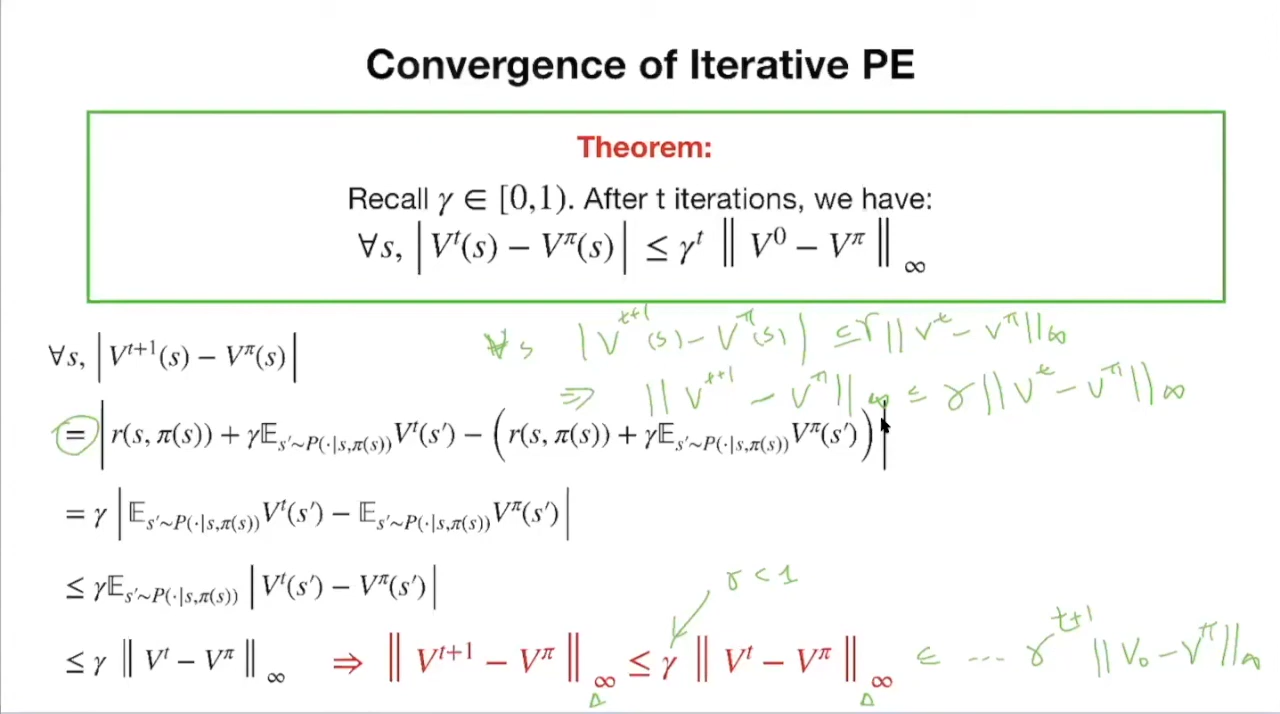 Convergence of Iterative PE
Theorem:
Recall γ ∈ [0,1). After t iterations, we have:
∀s, |V^t(s) − V^π(s)| ≤ γ^t ‖V^0 − V^π‖_∞
∀s |V^{t+1}(s) − V^π(s)| ≤ γ‖V^t − V^π‖_∞
∀s, |V^{t+1}(s) − V^π(s)|
⇒ ‖V^{t+1} − V^π‖_∞ ≤ γ‖V^t − V^π‖_∞
= |r(s, π(s)) + γ𝔼_{s′∼P(·|s,π(s))}V^t(s′) − (r(s, π(s)) + γ𝔼_{s′∼P(·|s,π(s))}V^π(s′))|
= γ |𝔼_{s′∼P(·|s,π(s))}V^t(s′) − 𝔼_{s′∼P(·|s,π(s))}V^π(s′)|
≤ γ𝔼_{s′∼P(·|s,π(s))} |V^t(s′) − V^π(s′)|
γ < 1
≤ γ ‖V^t − V^π‖_∞ ⇒ ‖V^{t+1} − V^π‖_∞ ≤ γ ‖V^t − V^π‖_∞ ≤ ... γ^{t+1} ‖V_0 − V^π‖_∞